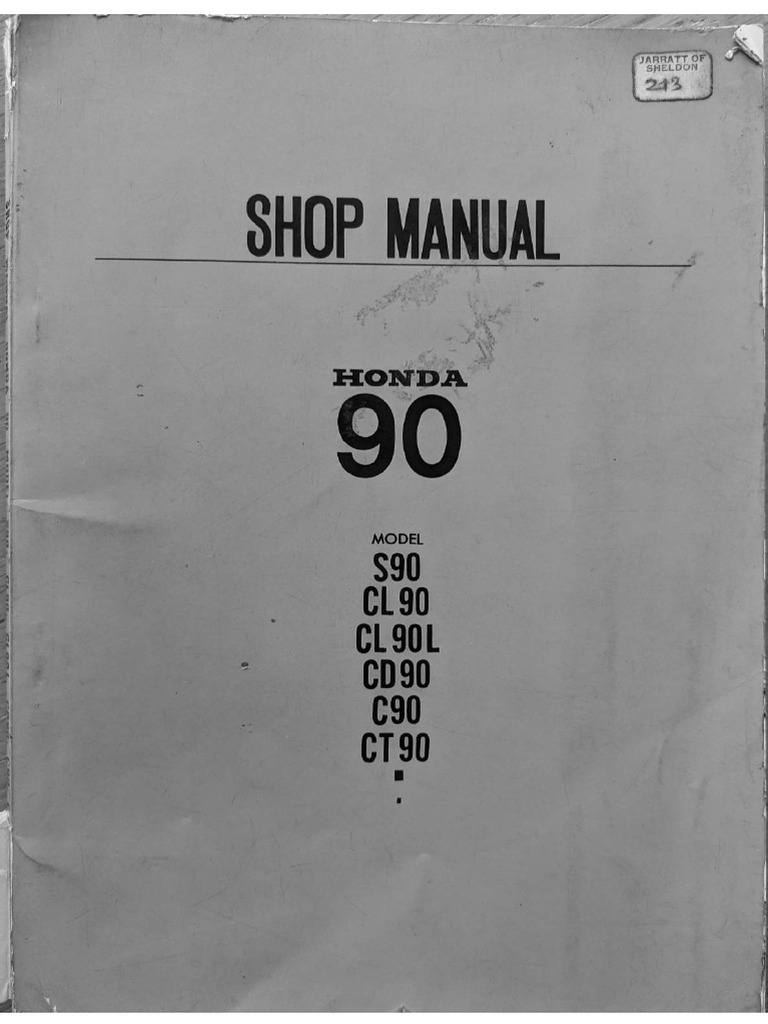 JARRATT OF
SHELDON
213
SHOP MANUAL
HONDA
90
MODEL
S90
CL90
CL90L
CD90
C90
CT90